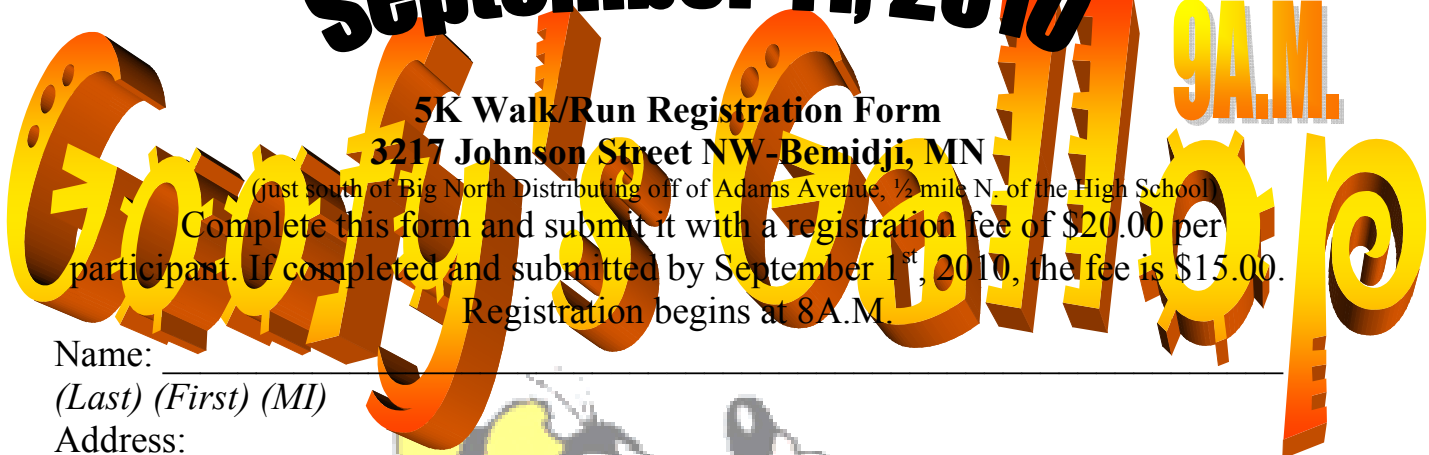 September 11, 2010
9A.M.
Goofy's Gallop
5K Walk/Run Registration Form
3217 Johnson Street NW-Bemidji, MN
(just south of Big North Distributing off of Adams Avenue, ½ mile N. of the High School)
Complete this form and submit it with a registration fee of $20.00 per
participant. If completed and submitted by September 1st, 2010, the fee is $15.00.
Registration begins at 8A.M.
Name:
(Last) (First) (MI)
Address: